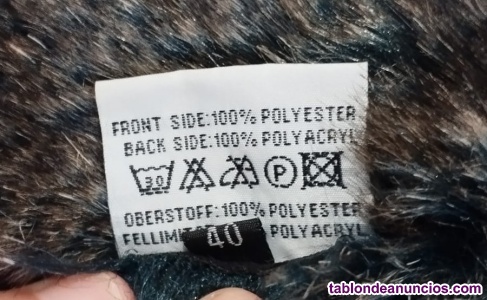 FRONT SIDE:100% POLYESTER
BACK SIDE:100% POLYACRYL
30 P
OBERSTOFF:100% POLYESTER
POLYACRYL
40
tablondeanuncios.com